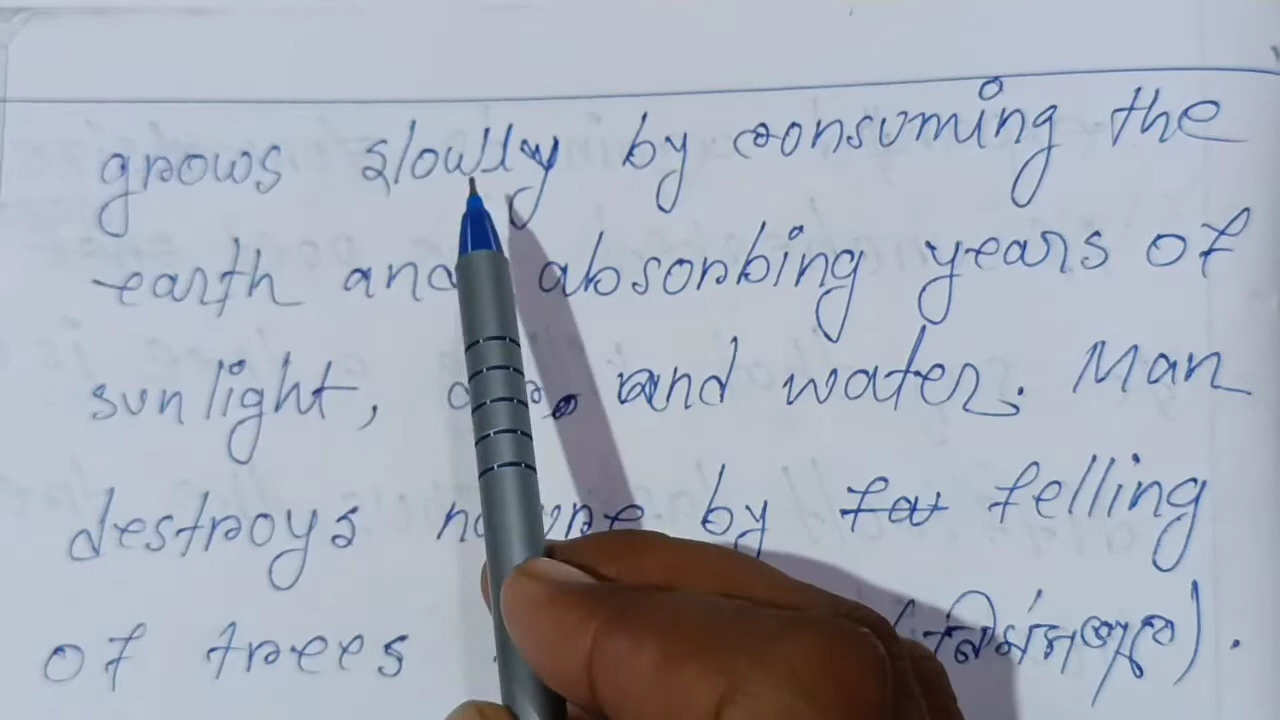 grows slowly by consuming the
earth and absorbing years of
sunlight, and water. Man
destroys by felling
of trees